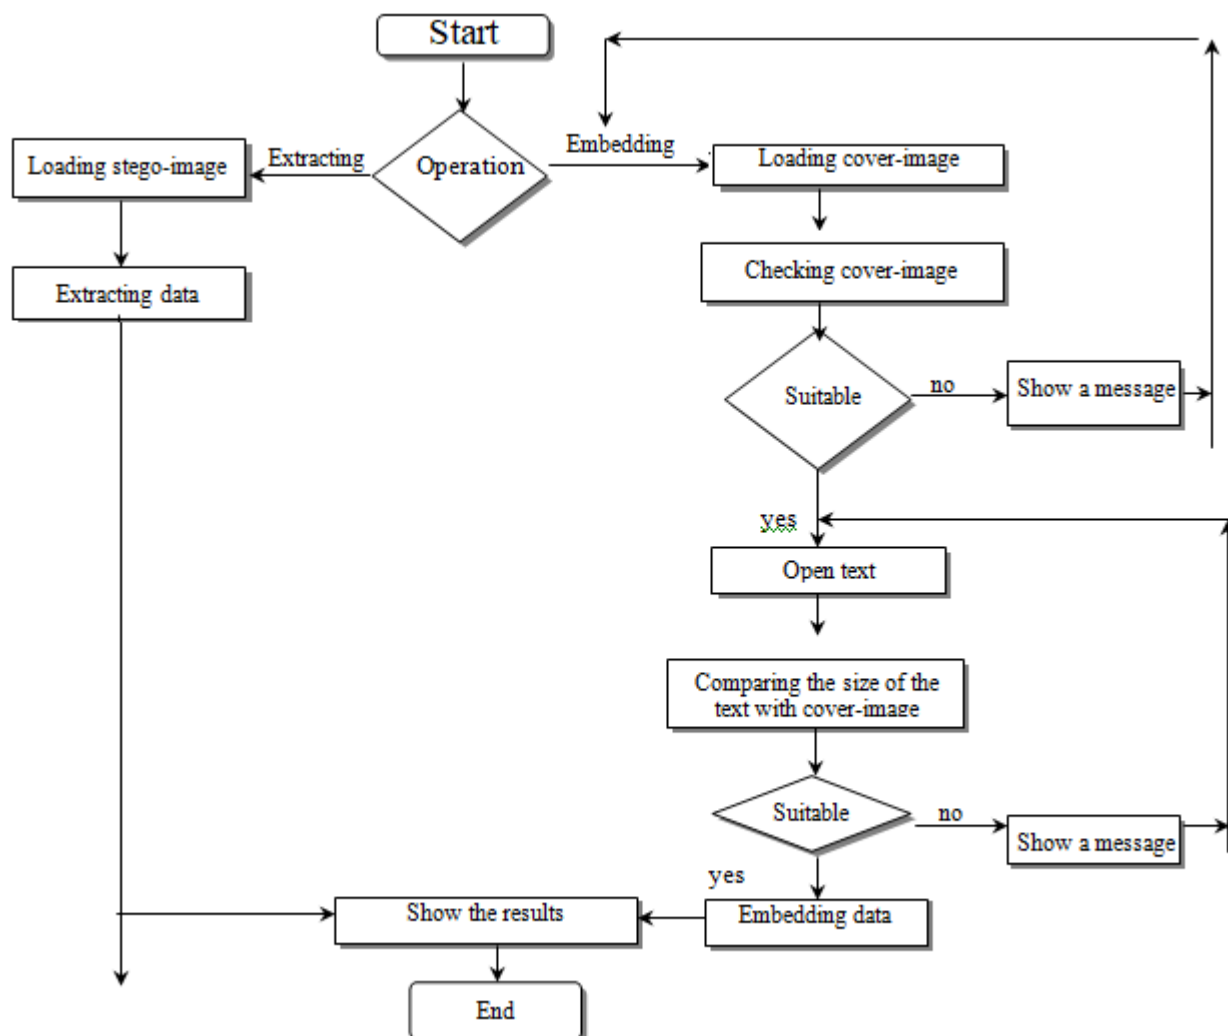 Start
Embedding
Extracting
Operation
Loading cover-image
Loading stego-image
Checking cover-image
Extracting data
Suitable
no
Show a message
yes
Open text
Comparing the size of the
text with cover-image
Suitable
no
Show a message
yes
Show the results
Embedding data
End